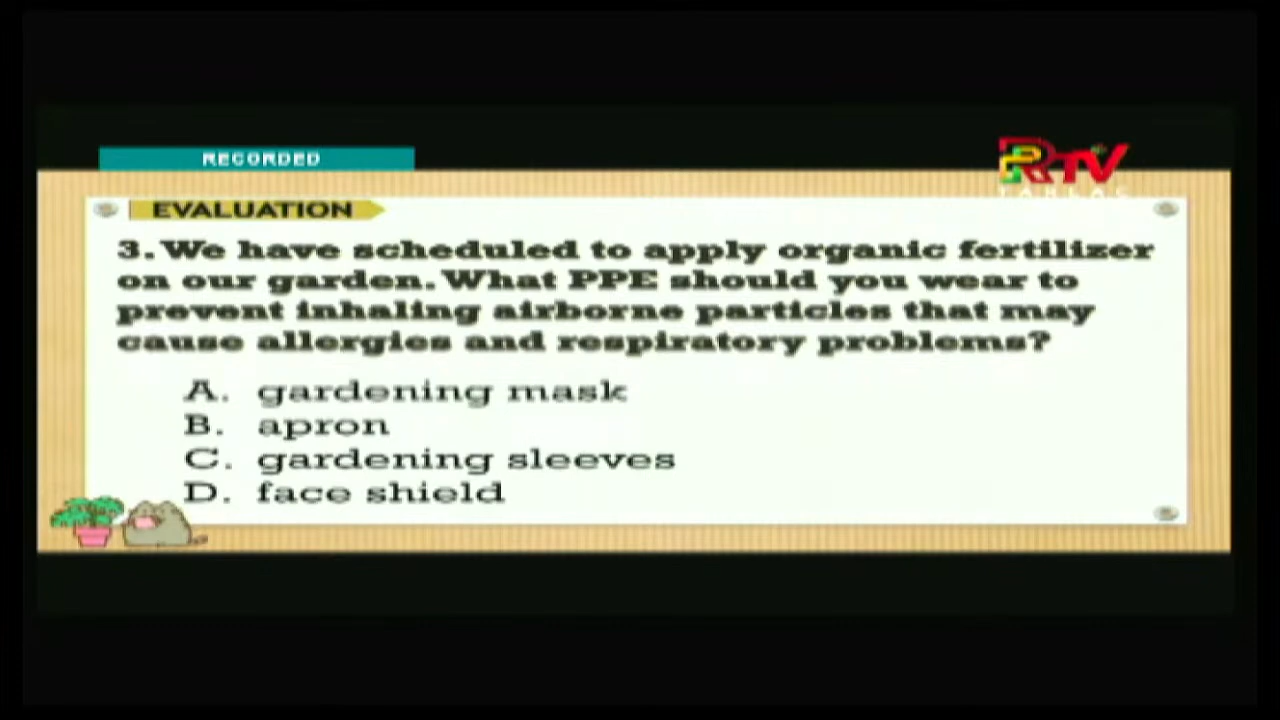 RECORDED
RTV
TARLAC
EVALUATION
3. We have scheduled to apply organic fertilizer
on our garden. What PPE should you wear to
prevent inhaling airborne particles that may
cause allergies and respiratory problems?
A. gardening mask
B. apron
C. gardening sleeves
D. face shield